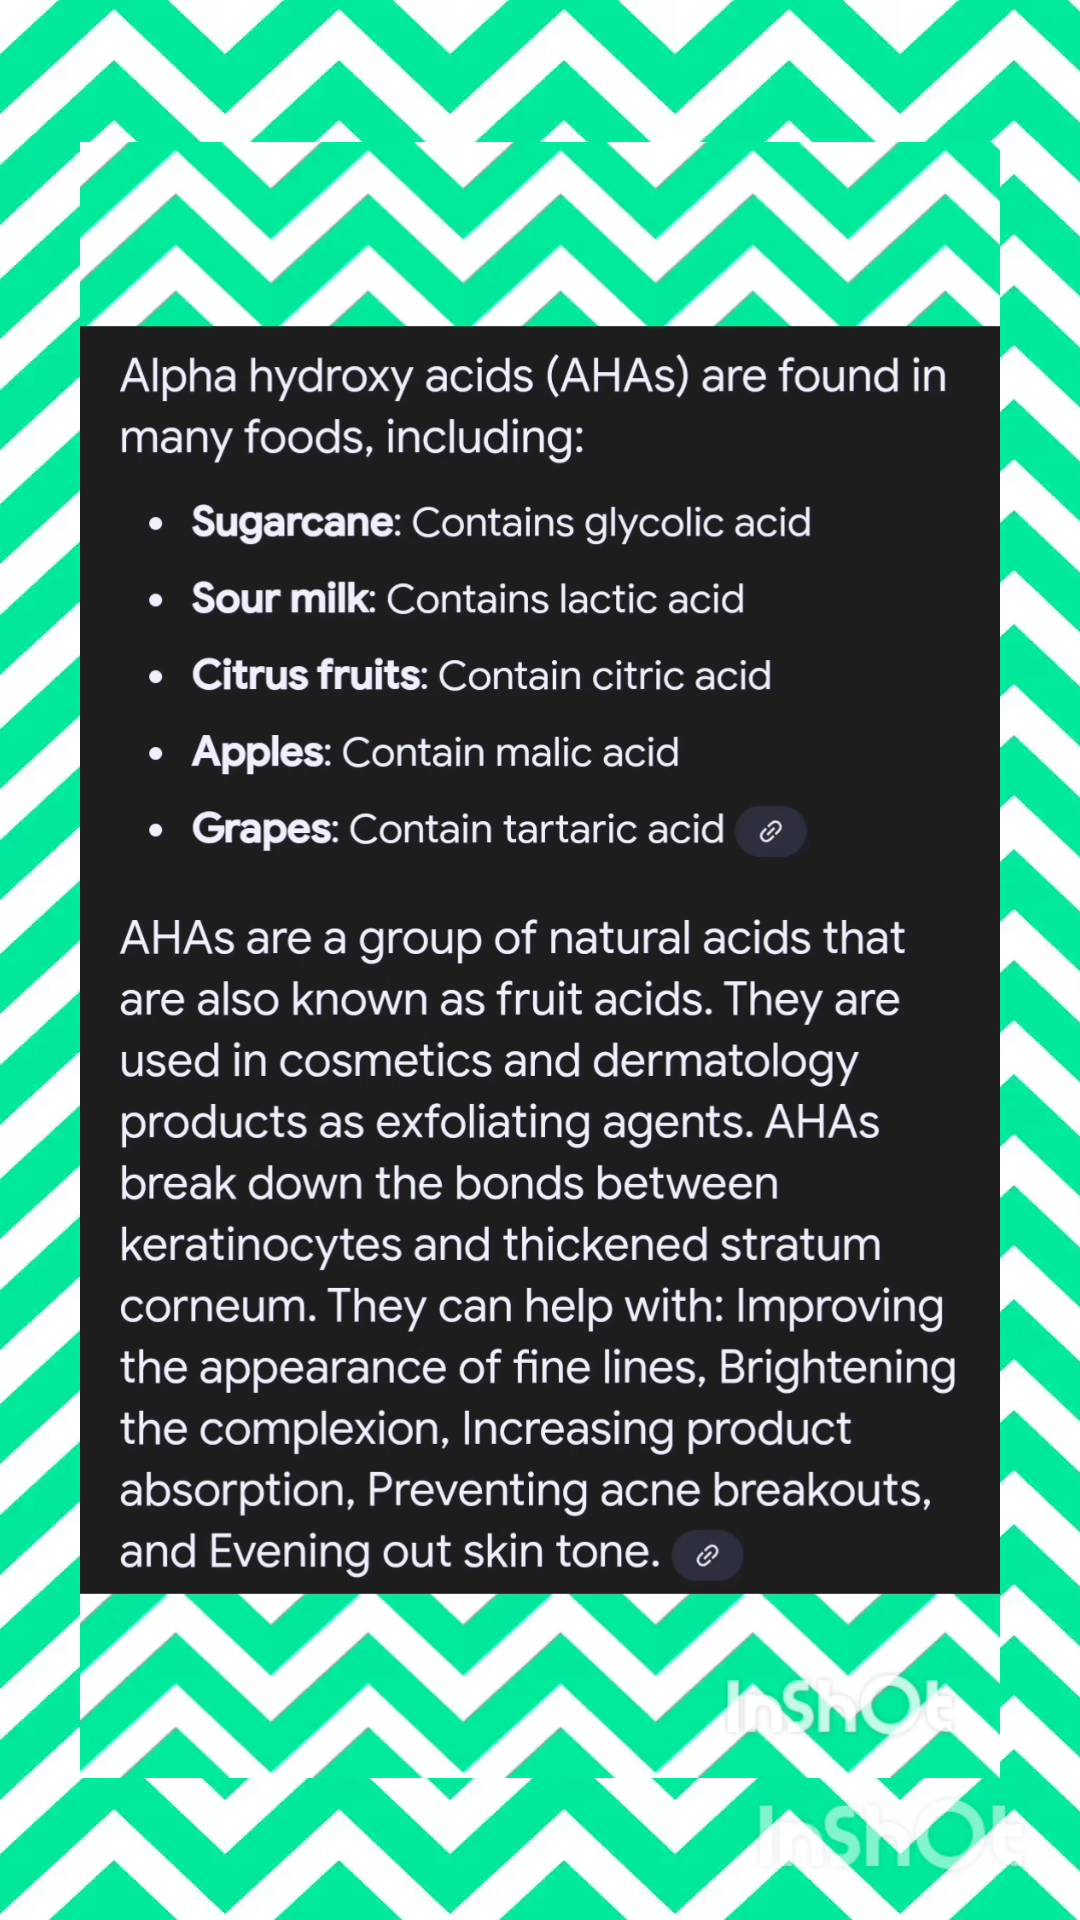 Alpha hydroxy acids (AHAs) are found in
many foods, including:
• Sugarcane: Contains glycolic acid
• Sour milk: Contains lactic acid
• Citrus fruits: Contain citric acid
• Apples: Contain malic acid
• Grapes: Contain tartaric acid
AHAs are a group of natural acids that
are also known as fruit acids. They are
used in cosmetics and dermatology
products as exfoliating agents. AHAs
break down the bonds between
keratinocytes and thickened stratum
corneum. They can help with: Improving
the appearance of fine lines, Brightening
the complexion, Increasing product
absorption, Preventing acne breakouts,
and Evening out skin tone.
InShOt
InShOt